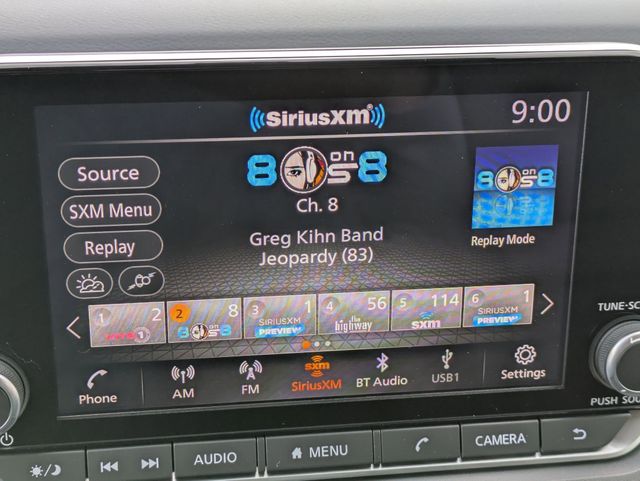 SiriusXM 9:00
80s on 8
Source
SXM Menu
Replay
Ch. 8
Greg Kihn Band
Jeopardy (83)
Replay Mode
1 2
2 8
3 1 SIRIUSXM PREVIEW
4 56 the highway
5 114 sxm
6 1 SIRIUSXM PREVIEW
Phone AM FM sxm SiriusXM BT Audio USB1 Settings
TUNE-SC
PUSH SOU
AUDIO MENU CAMERA